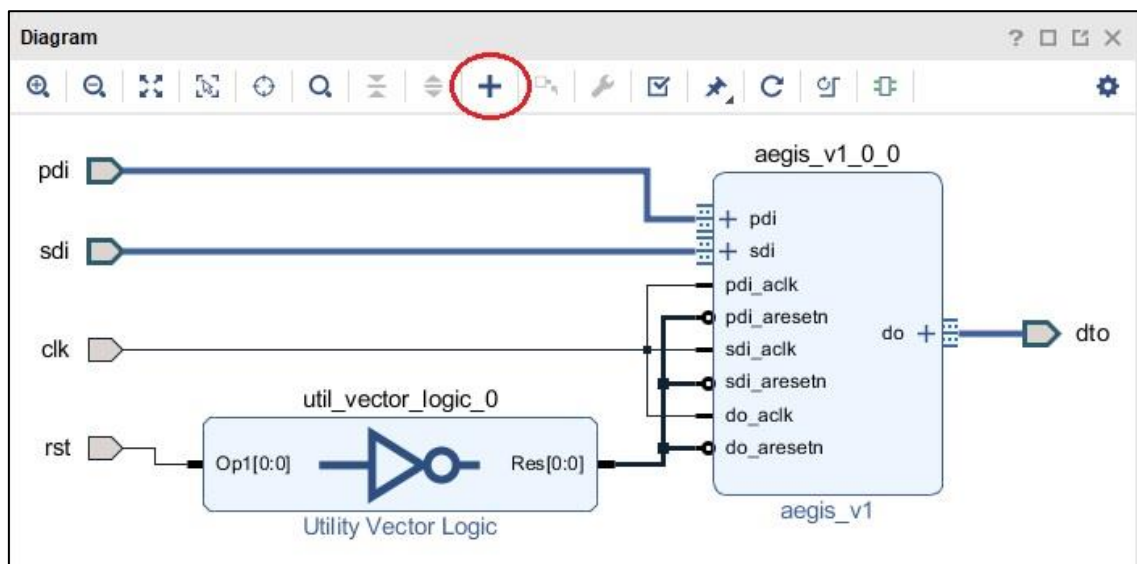 Diagram
aegis_v1_0_0
pdi
pdi
sdi
sdi
pdi_aclk
pdi_aresetn
do
dto
clk
sdi_aclk
sdi_aresetn
util_vector_logic_0
do_aclk
rst
do_aresetn
Op1[0:0]
Res[0:0]
Utility Vector Logic
aegis_v1